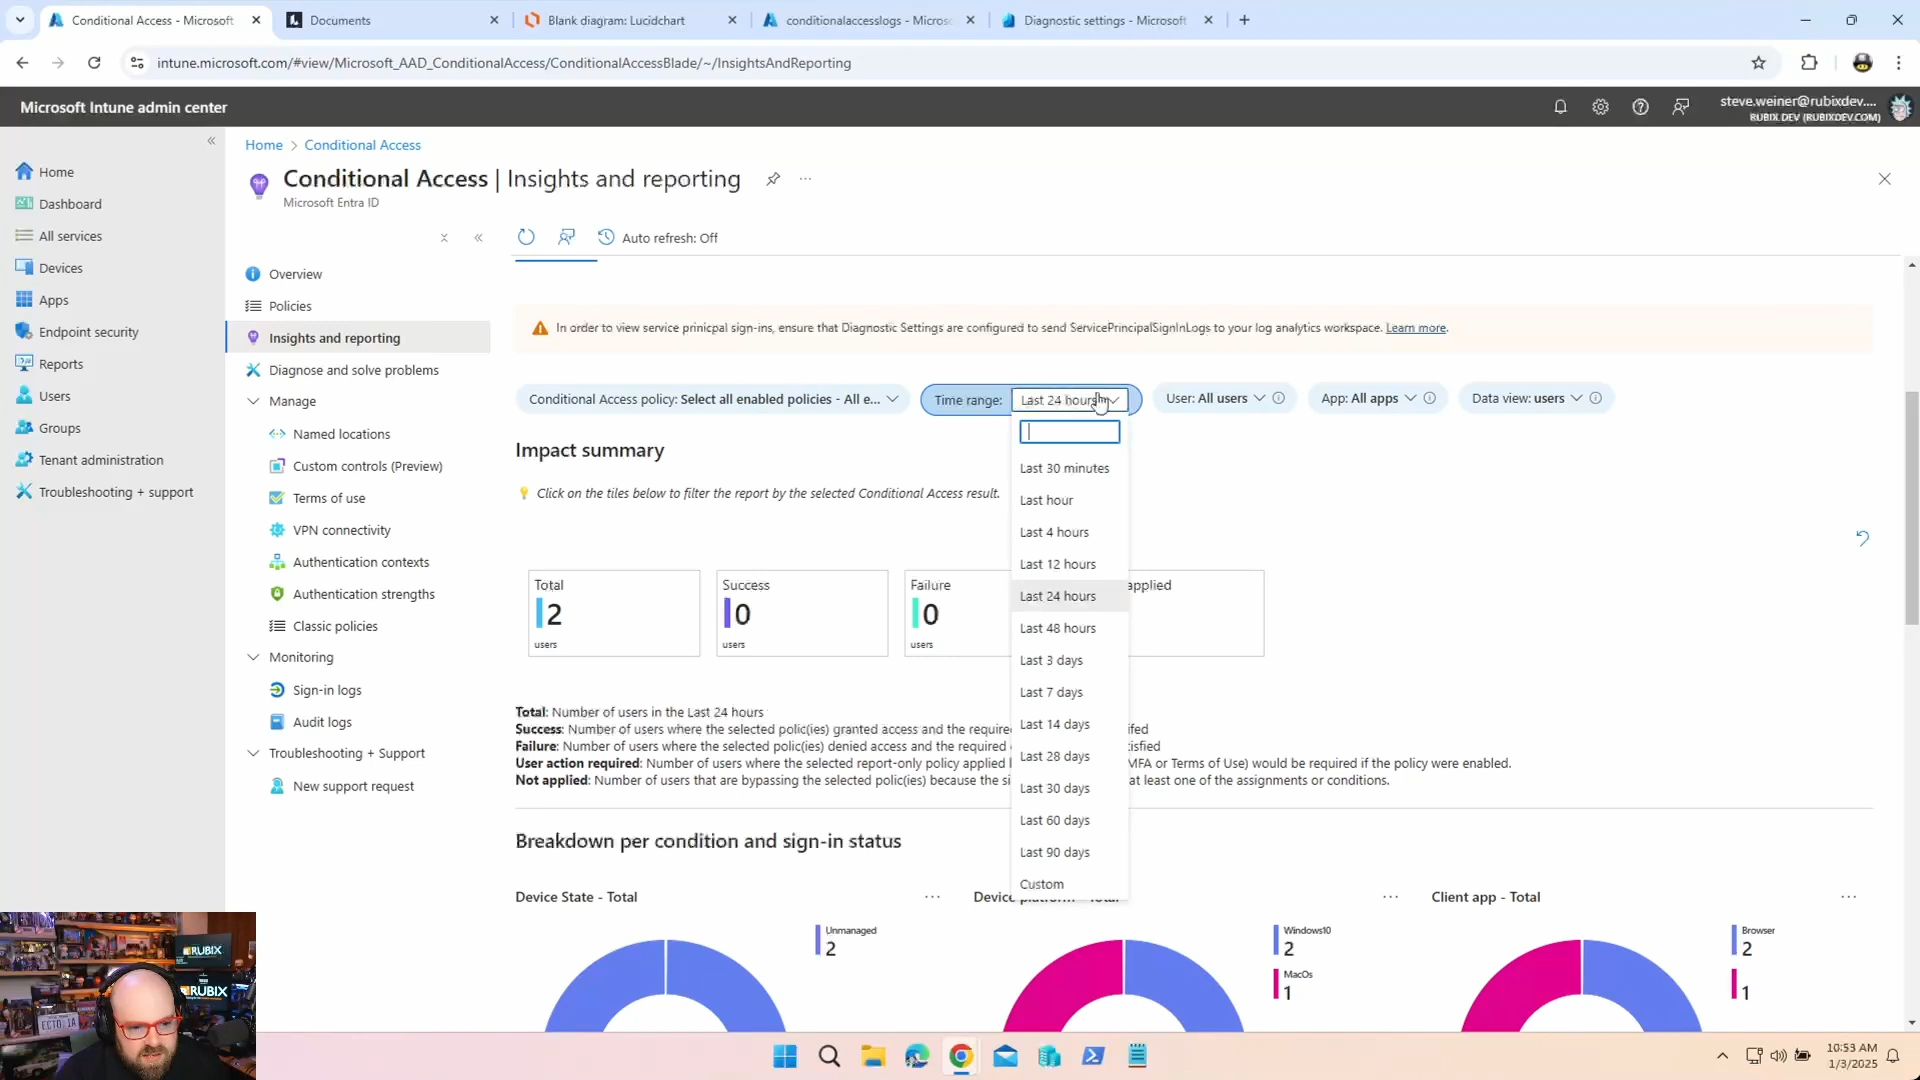 Conditional Access - Microsoft
Documents
Blank diagram: Lucidchart
conditionalaccesslogs - Micros
Diagnostic settings - Microsoft
intune.microsoft.com/#view/Microsoft_AAD_ConditionalAccess/ConditionalAccessBlade/~/InsightsAndReporting
Microsoft Intune admin center
steve.weiner@rubixdev....
RUBIX DEV (RUBIXDEV.COM)
Home > Conditional Access
Conditional Access | Insights and reporting
Microsoft Entra ID
Home
Dashboard
All services
Devices
Apps
Endpoint security
Reports
Users
Groups
Tenant administration
Troubleshooting + support
Overview
Policies
Insights and reporting
Diagnose and solve problems
Manage
Named locations
Custom controls (Preview)
Terms of use
VPN connectivity
Authentication contexts
Authentication strengths
Classic policies
Monitoring
Sign-in logs
Audit logs
Troubleshooting + Support
New support request
Auto refresh: Off
In order to view service prinicpal sign-ins, ensure that Diagnostic Settings are configured to send ServicePrincipalSignInLogs to your log analytics workspace. Learn more.
Conditional Access policy: Select all enabled policies - All e...
Time range: Last 24 hours
User: All users
App: All apps
Data view: users
Last 30 minutes
Last hour
Last 4 hours
Last 12 hours
Last 24 hours
Last 48 hours
Last 3 days
Last 7 days
Last 14 days
Last 28 days
Last 30 days
Last 60 days
Last 90 days
Custom
Impact summary
Click on the tiles below to filter the report by the selected Conditional Access result.
Total
2
users
Success
0
users
Failure
0
users
applied
Total: Number of users in the Last 24 hours
Success: Number of users where the selected polic(ies) granted access and the require
Failure: Number of users where the selected polic(ies) denied access and the required
User action required: Number of users where the selected report-only policy applied MFA or Terms of Use) would be required if the policy were enabled.
Not applied: Number of users that are bypassing the selected polic(ies) because the si at least one of the assignments or conditions.
Breakdown per condition and sign-in status
Device State - Total
Unmanaged
2
Windows10
2
MacOs
1
Client app - Total
Browser
2
1
RUBIX
RUBIX
ECTO-1A
10:53 AM
1/3/2025